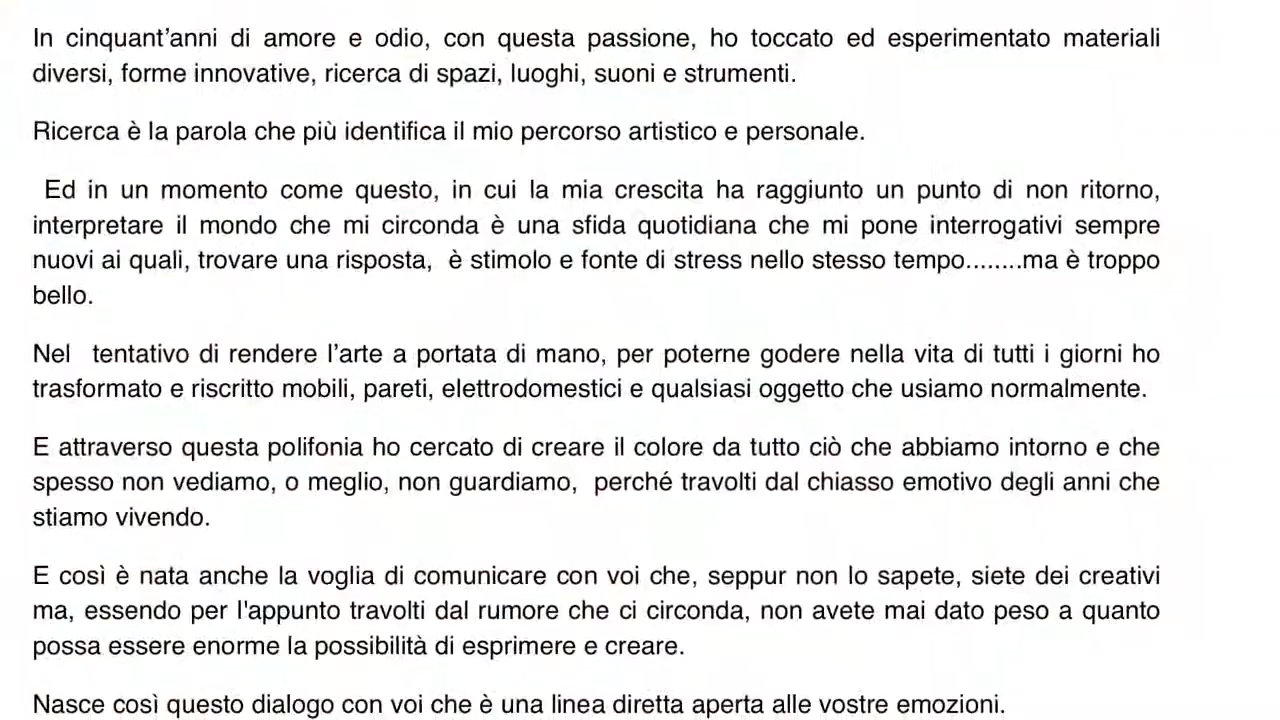 In cinquant’anni di amore e odio, con questa passione, ho toccato ed esperimentato materiali
diversi, forme innovative, ricerca di spazi, luoghi, suoni e strumenti.
Ricerca è la parola che più identifica il mio percorso artistico e personale.
Ed in un momento come questo, in cui la mia crescita ha raggiunto un punto di non ritorno,
interpretare il mondo che mi circonda è una sfida quotidiana che mi pone interrogativi sempre
nuovi ai quali, trovare una risposta,  è stimolo e fonte di stress nello stesso tempo........ma è troppo
bello.
Nel  tentativo di rendere l’arte a portata di mano, per poterne godere nella vita di tutti i giorni ho
trasformato e riscritto mobili, pareti, elettrodomestici e qualsiasi oggetto che usiamo normalmente.
E attraverso questa polifonia ho cercato di creare il colore da tutto ciò che abbiamo intorno e che
spesso non vediamo, o meglio, non guardiamo,  perché travolti dal chiasso emotivo degli anni che
stiamo vivendo.
E così è nata anche la voglia di comunicare con voi che, seppur non lo sapete, siete dei creativi
ma, essendo per l'appunto travolti dal rumore che ci circonda, non avete mai dato peso a quanto
possa essere enorme la possibilità di esprimere e creare.
Nasce così questo dialogo con voi che è una linea diretta aperta alle vostre emozioni.